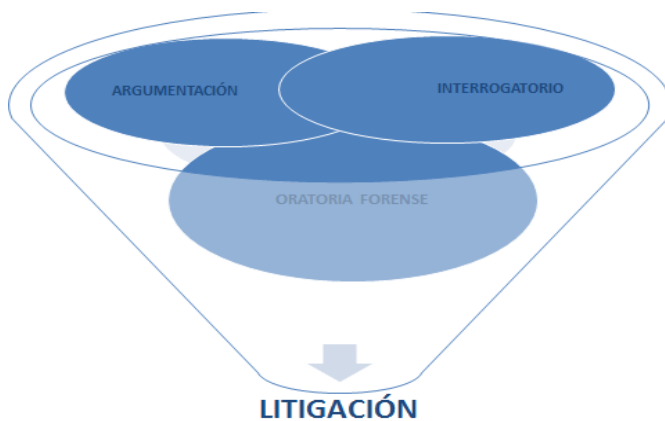 ARGUMENTACIÓN
INTERROGATORIO
ORATORIA FORENSE
LITIGACIÓN